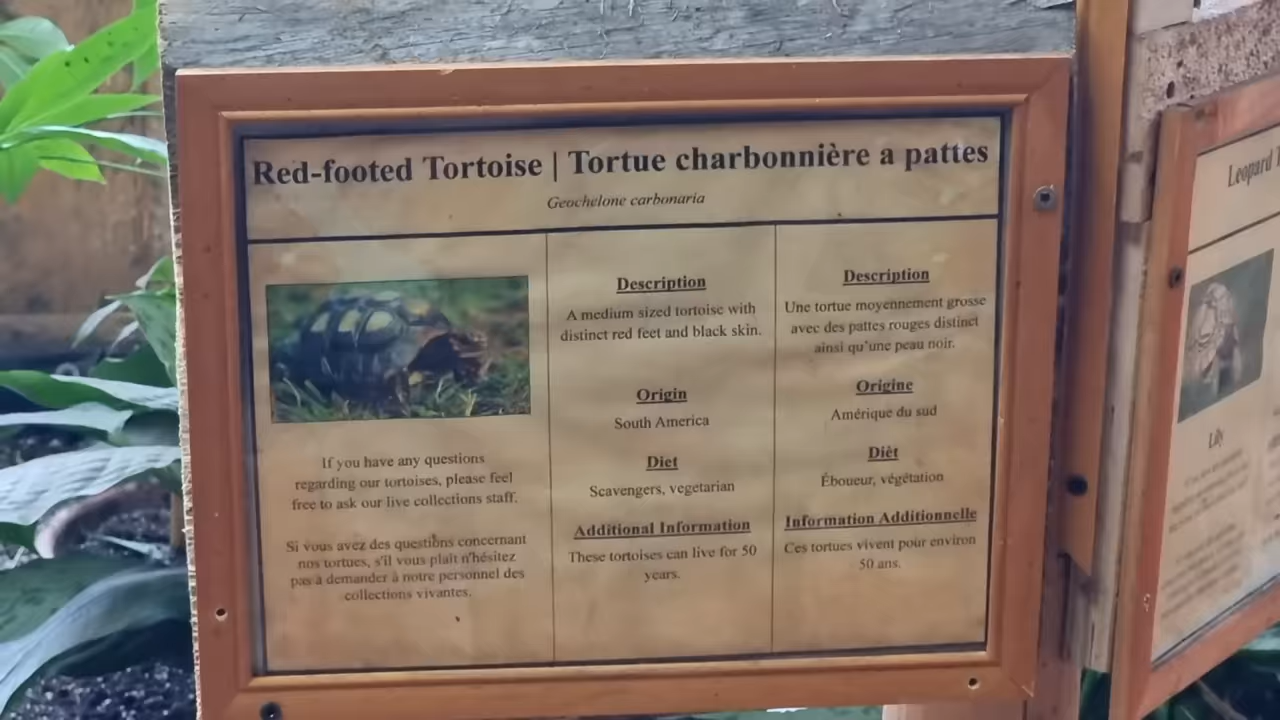 Red-footed Tortoise | Tortue charbonnière a pattes
Geochelone carbonaria
If you have any questions
regarding our tortoises, please feel
free to ask our live collections staff.
Si vous avez des questions concernant
nos tortues, s'il vous plaît n'hésitez
pas à demander à notre personnel des
collections vivantes.
Description
A medium sized tortoise with
distinct red feet and black skin.
Origin
South America
Diet
Scavengers, vegetarian
Additional Information
These tortoises can live for 50
years.
Description
Une tortue moyennement grosse
avec des pattes rouges distinct
ainsi qu'une peau noir.
Origine
Amérique du sud
Dièt
Éboueur, végétation
Information Additionnelle
Ces tortues vivent pour environ
50 ans.
Leopard
Lily